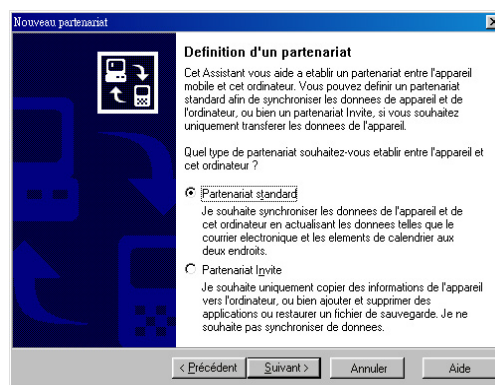 Nouveau partenariat
Definition d'un partenariat
Cet Assistant vous aide a etablir un partenariat entre l'appareil
mobile et cet ordinateur. Vous pouvez definir un partenariat
standard afin de synchroniser les donnees de appareil et de
l'ordinateur, ou bien un partenariat Invite, si vous souhaitez
uniquement transferer les donnees de l'appareil.
Quel type de partenariat souhaitez-vous etablir entre l'appareil et
cet ordinateur ?
Partenariat standard
Je souhaite synchroniser les donnees de l'appareil et de
cet ordinateur en actualisant les donnees telles que le
courrier electronique et les elements de calendrier aux
deux endroits.
Partenariat Invite
Je souhaite uniquement copier des informations de l'appareil
vers l'ordinateur, ou bien ajouter et supprimer des
applications ou restaurer un fichier de sauvegarde. Je ne
souhaite pas synchroniser de donnees.
< Précédent
Suivant >
Annuler
Aide